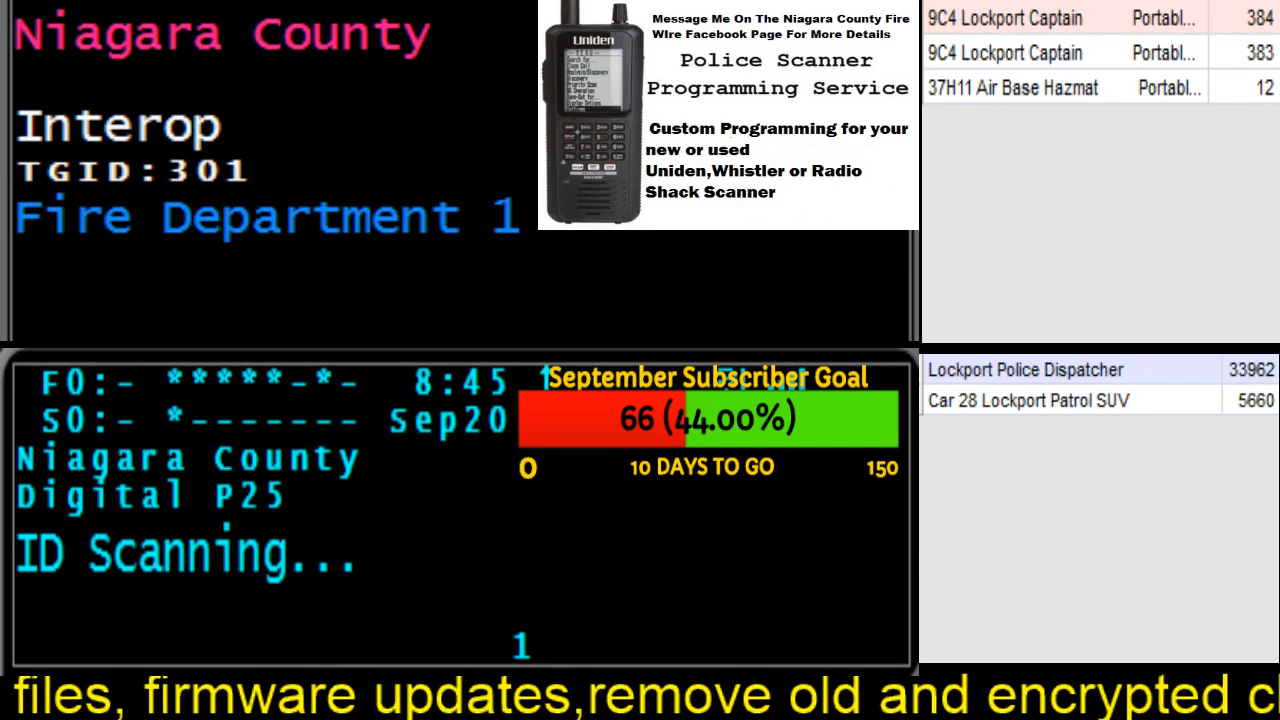 Niagara County
Interop
TGID:301
Fire Department 1
Uniden
Message Me On The Niagara County Fire
WIre Facebook Page For More Details
Police Scanner
Programming Service
Custom Programming for your
new or used
Uniden,Whistler or Radio
Shack Scanner
9C4 Lockport Captain Portabl... 384
9C4 Lockport Captain Portabl... 383
37H11 Air Base Hazmat Portabl... 12
F0:- *****-*- 8:45
S0:- *------- Sep20
Niagara County
Digital P25
ID Scanning...
1
September Subscriber Goal
66 (44.00%)
0 10 DAYS TO GO 150
Lockport Police Dispatcher 33962
Car 28 Lockport Patrol SUV 5660
files, firmware updates,remove old and encrypted c